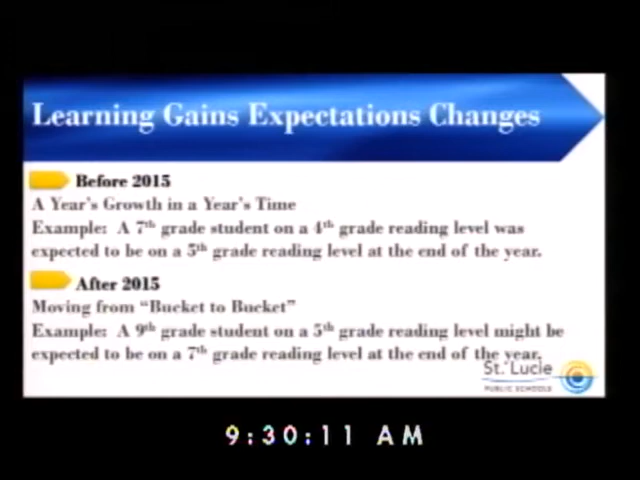 Learning Gains Expectations Changes
Before 2015
A Year's Growth in a Year's Time
Example: A 7th grade student on a 4th grade reading level was
expected to be on a 5th grade reading level at the end of the year.
After 2015
Moving from “Bucket to Bucket”
Example: A 9th grade student on a 5th grade reading level might be
expected to be on a 7th grade reading level at the end of the year.
St. Lucie
PUBLIC SCHOOLS
9:30:11 AM